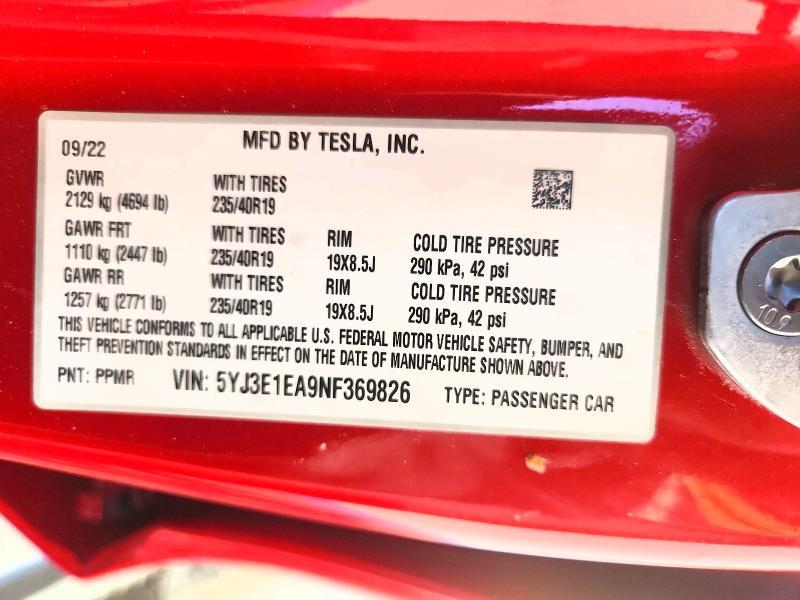 MFD BY TESLA, INC.
09/22
GVWR WITH TIRES
2129 kg (4694 lb) 235/40R19
GAWR FRT WITH TIRES RIM COLD TIRE PRESSURE
1110 kg (2447 lb) 235/40R19 19X8.5J 290 kPa, 42 psi
GAWR RR WITH TIRES RIM COLD TIRE PRESSURE
1257 kg (2771 lb) 235/40R19 19X8.5J 290 kPa, 42 psi
THIS VEHICLE CONFORMS TO ALL APPLICABLE U.S. FEDERAL MOTOR VEHICLE SAFETY, BUMPER, AND
THEFT PREVENTION STANDARDS IN EFFECT ON THE DATE OF MANUFACTURE SHOWN ABOVE.
PNT: PPMR VIN: 5YJ3E1EA9NF369826 TYPE: PASSENGER CAR
10.9